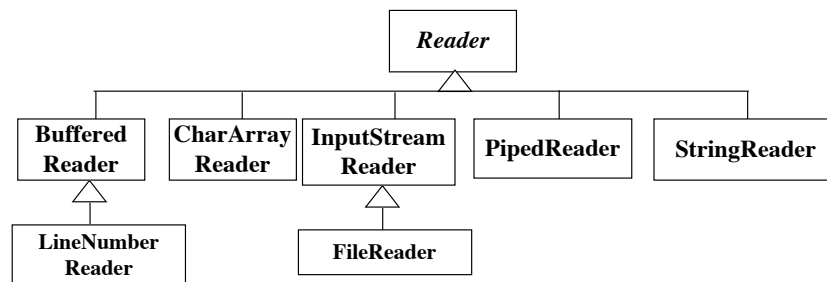 Reader
Buffered
Reader
CharArray
Reader
InputStream
Reader
PipedReader
StringReader
LineNumber
Reader
FileReader